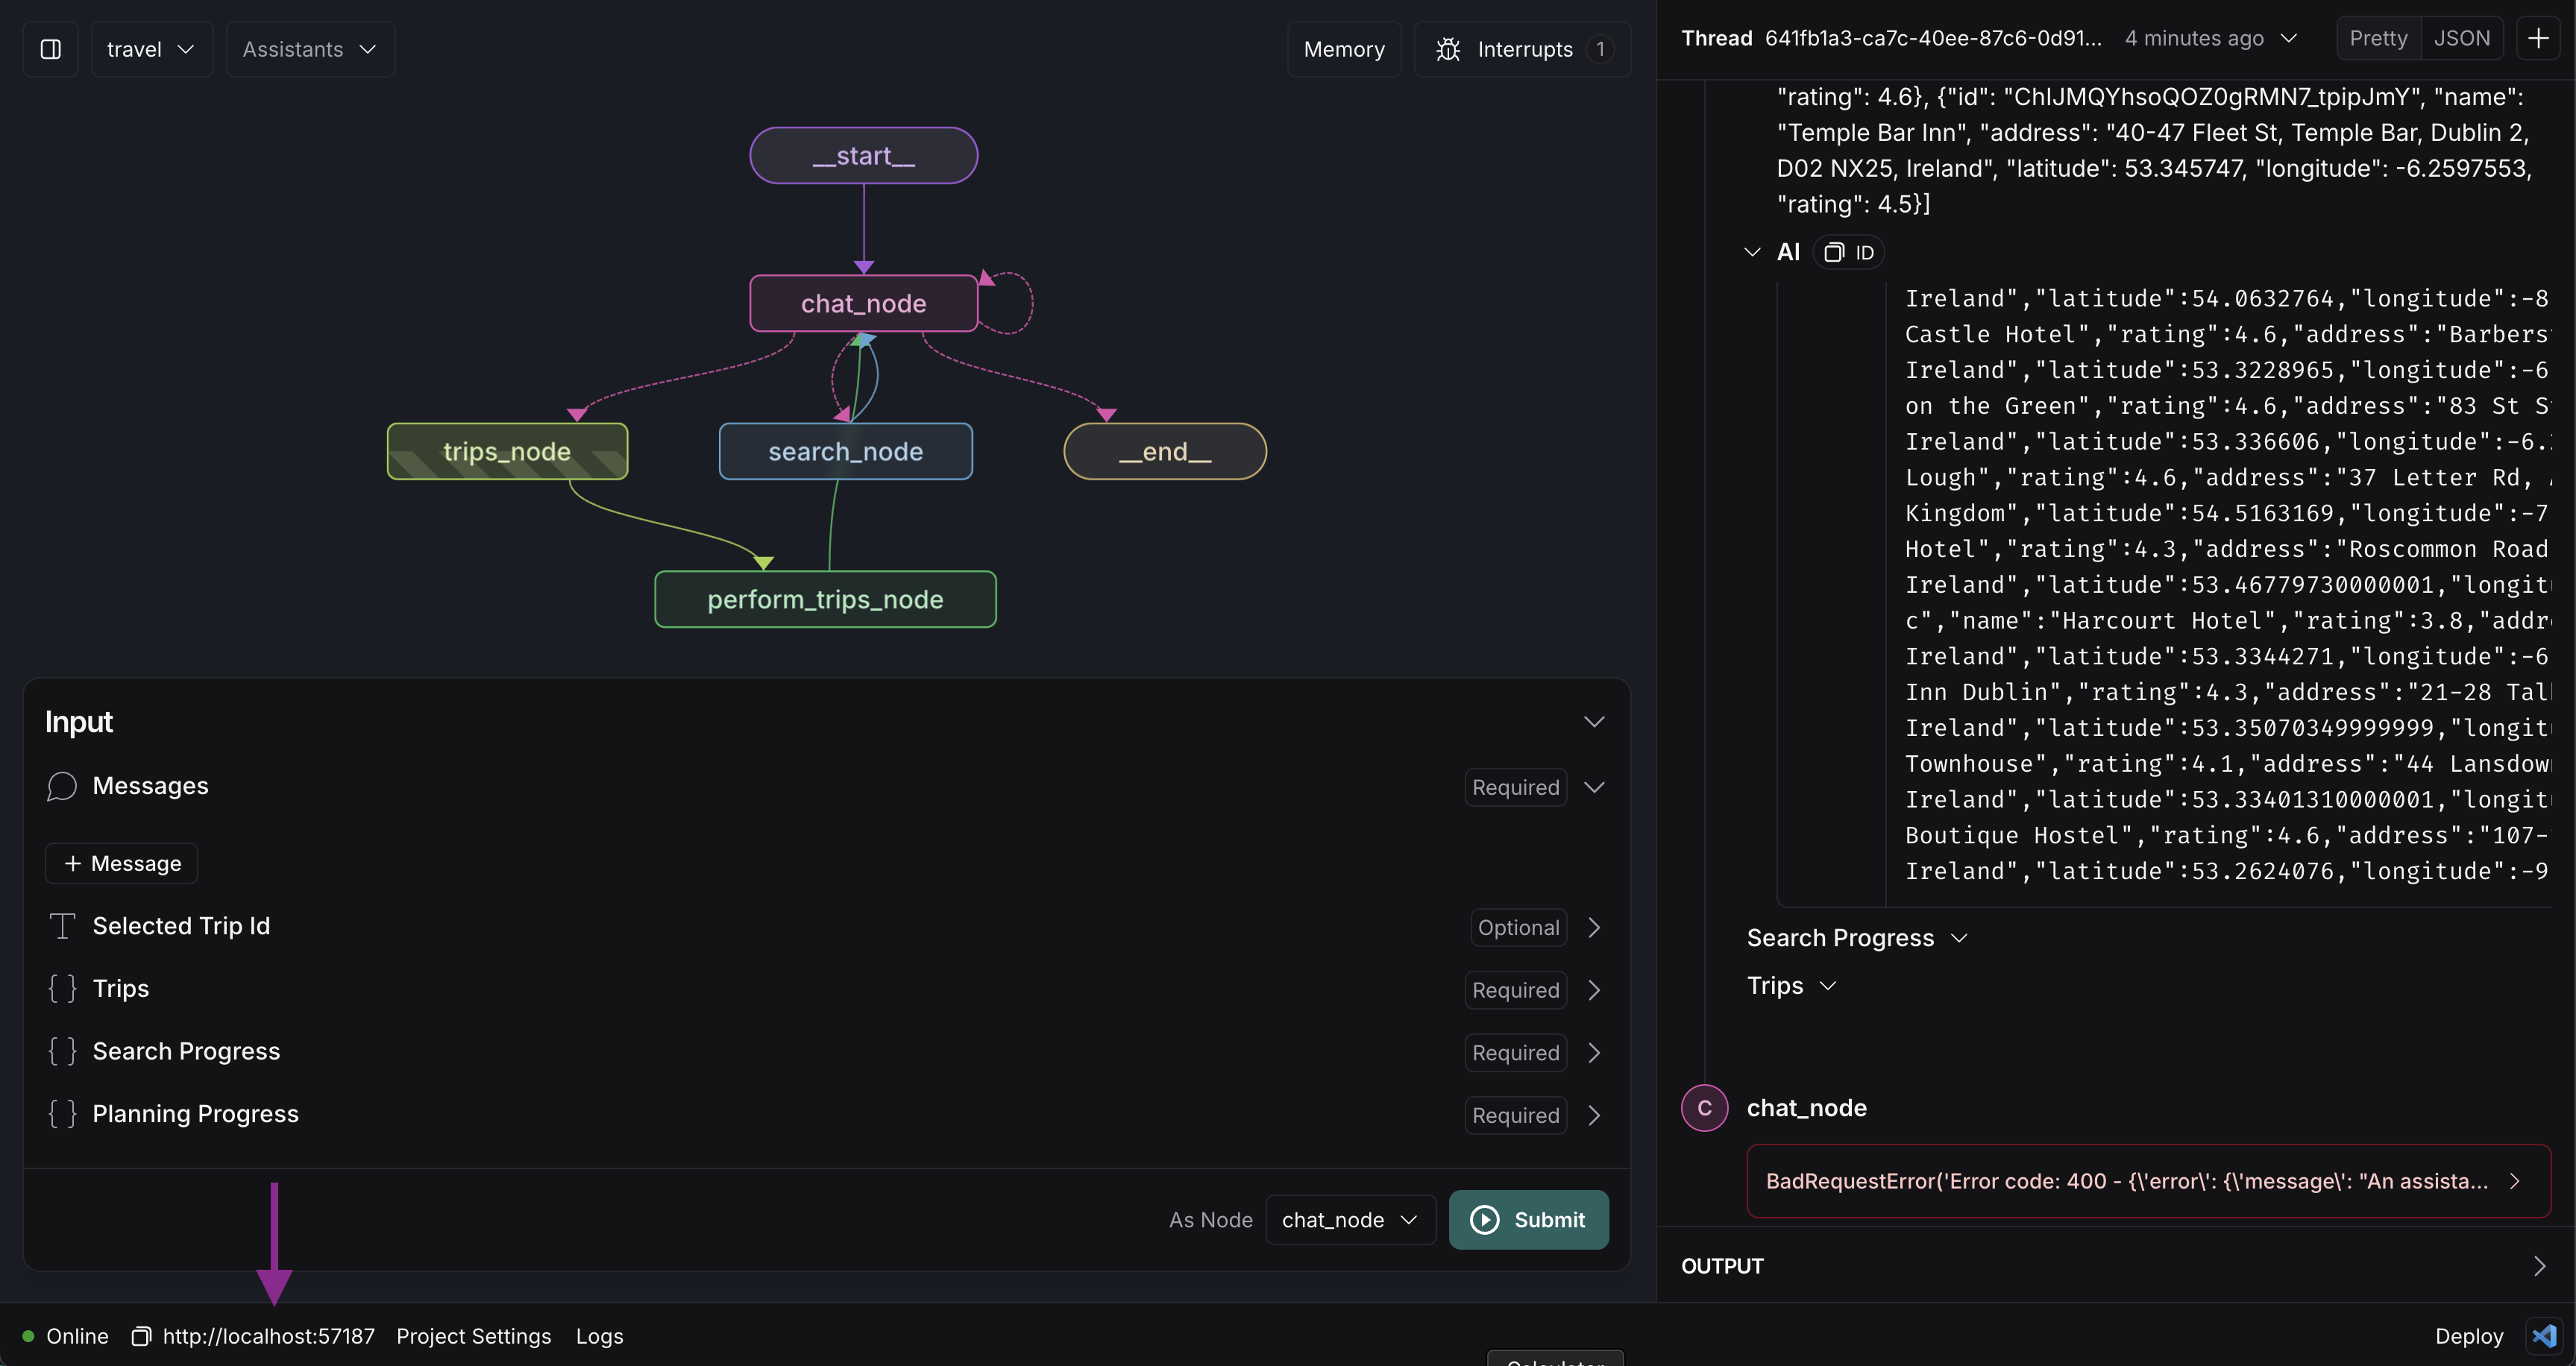 travel
Assistants
Memory
Interrupts 1
__start__
chat_node
trips_node
search_node
__end__
perform_trips_node
Input
Messages
Required
+ Message
Selected Trip Id
Optional
{ } Trips
Required
{ } Search Progress
Required
{ } Planning Progress
Required
As Node
chat_node
Submit
Thread 641fb1a3-ca7c-40ee-87c6-0d91... 4 minutes ago
Pretty JSON
"rating": 4.6}, {"id": "ChIJMQYhsoQOZ0gRMN7_tpipJmY", "name":
"Temple Bar Inn", "address": "40-47 Fleet St, Temple Bar, Dublin 2,
D02 NX25, Ireland", "latitude": 53.345747, "longitude": -6.2597553,
"rating": 4.5}]
AI ID
Ireland","latitude":54.0632764,"longitude":-8
Castle Hotel","rating":4.6,"address":"Barbers
Ireland","latitude":53.3228965,"longitude":-6
on the Green","rating":4.6,"address":"83 St S
Ireland","latitude":53.336606,"longitude":-6.
Lough","rating":4.6,"address":"37 Letter Rd,
Kingdom","latitude":54.5163169,"longitude":-7
Hotel","rating":4.3,"address":"Roscommon Road
Ireland","latitude":53.46779730000001,"longit
c","name":"Harcourt Hotel","rating":3.8,"addr
Ireland","latitude":53.3344271,"longitude":-6
Inn Dublin","rating":4.3,"address":"21-28 Tal
Ireland","latitude":53.35070349999999,"longit
Townhouse","rating":4.1,"address":"44 Lansdow
Ireland","latitude":53.33401310000001,"longit
Boutique Hostel","rating":4.6,"address":"107-
Ireland","latitude":53.2624076,"longitude":-9
Search Progress
Trips
C chat_node
BadRequestError('Error code: 400 - {\'error\': {\'message\': "An assista...
OUTPUT
Online http://localhost:57187 Project Settings Logs
Deploy